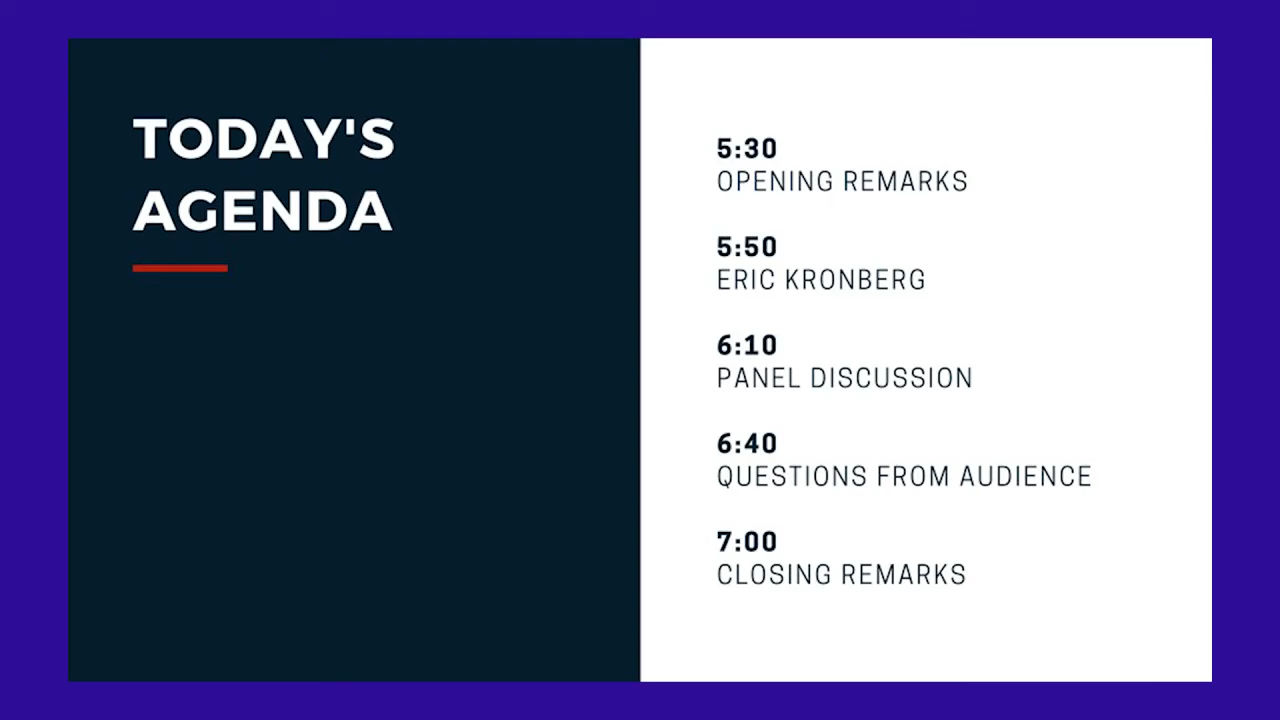 TODAY'S
AGENDA
5:30
OPENING REMARKS
5:50
ERIC KRONBERG
6:10
PANEL DISCUSSION
6:40
QUESTIONS FROM AUDIENCE
7:00
CLOSING REMARKS